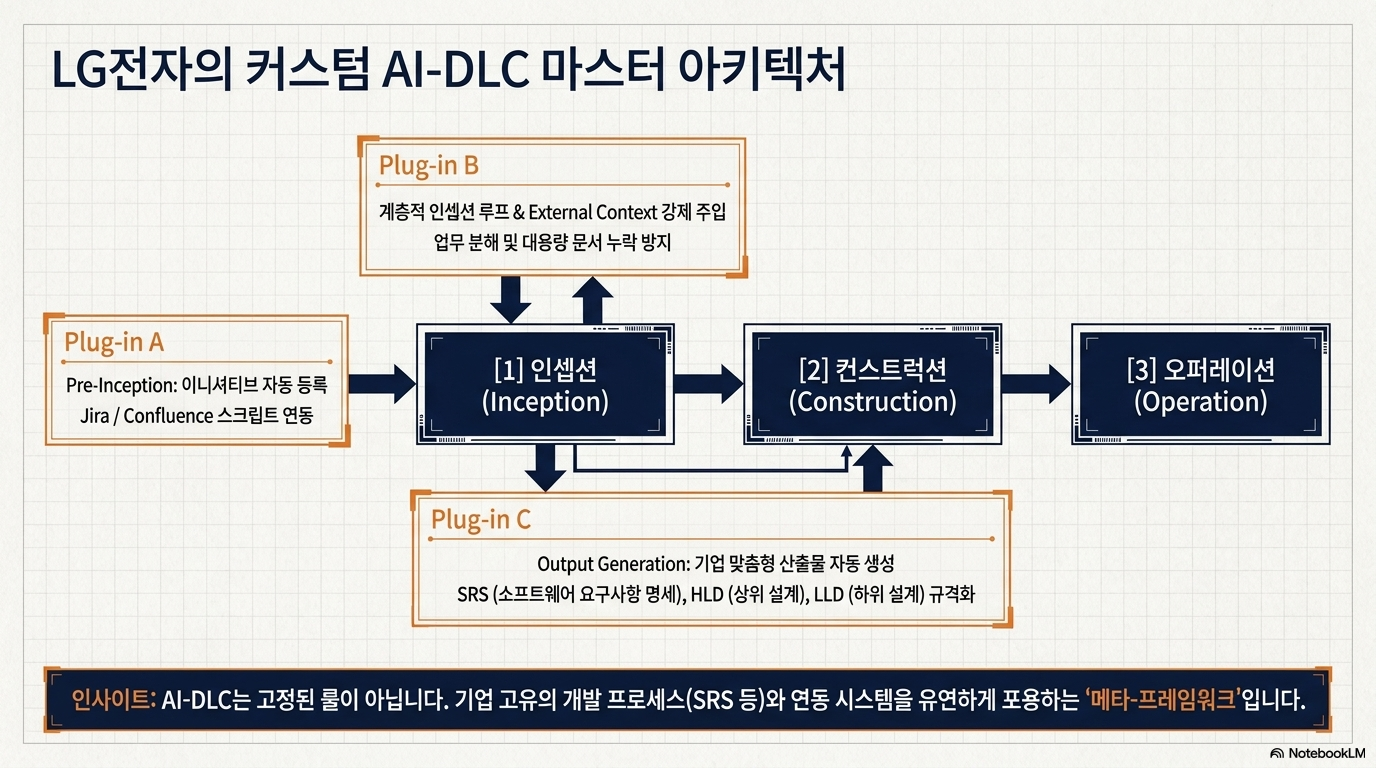 LG전자의 커스텀 AI-DLC 마스터 아키텍처
Plug-in B
계층적 인셉션 루프 & External Context 강제 주입
업무 분해 및 대용량 문서 누락 방지
Plug-in A
Pre-Inception: 이니셔티브 자동 등록
Jira / Confluence 스크립트 연동
[1] 인셉션
(Inception)
[2] 컨스트럭션
(Construction)
[3] 오퍼레이션
(Operation)
Plug-in C
Output Generation: 기업 맞춤형 산출물 자동 생성
SRS (소프트웨어 요구사항 명세), HLD (상위 설계), LLD (하위 설계) 규격화
인사이트: AI-DLC는 고정된 룰이 아닙니다. 기업 고유의 개발 프로세스(SRS 등)와 연동 시스템을 유연하게 포용하는 ‘메타-프레임워크’입니다.
NotebookLM